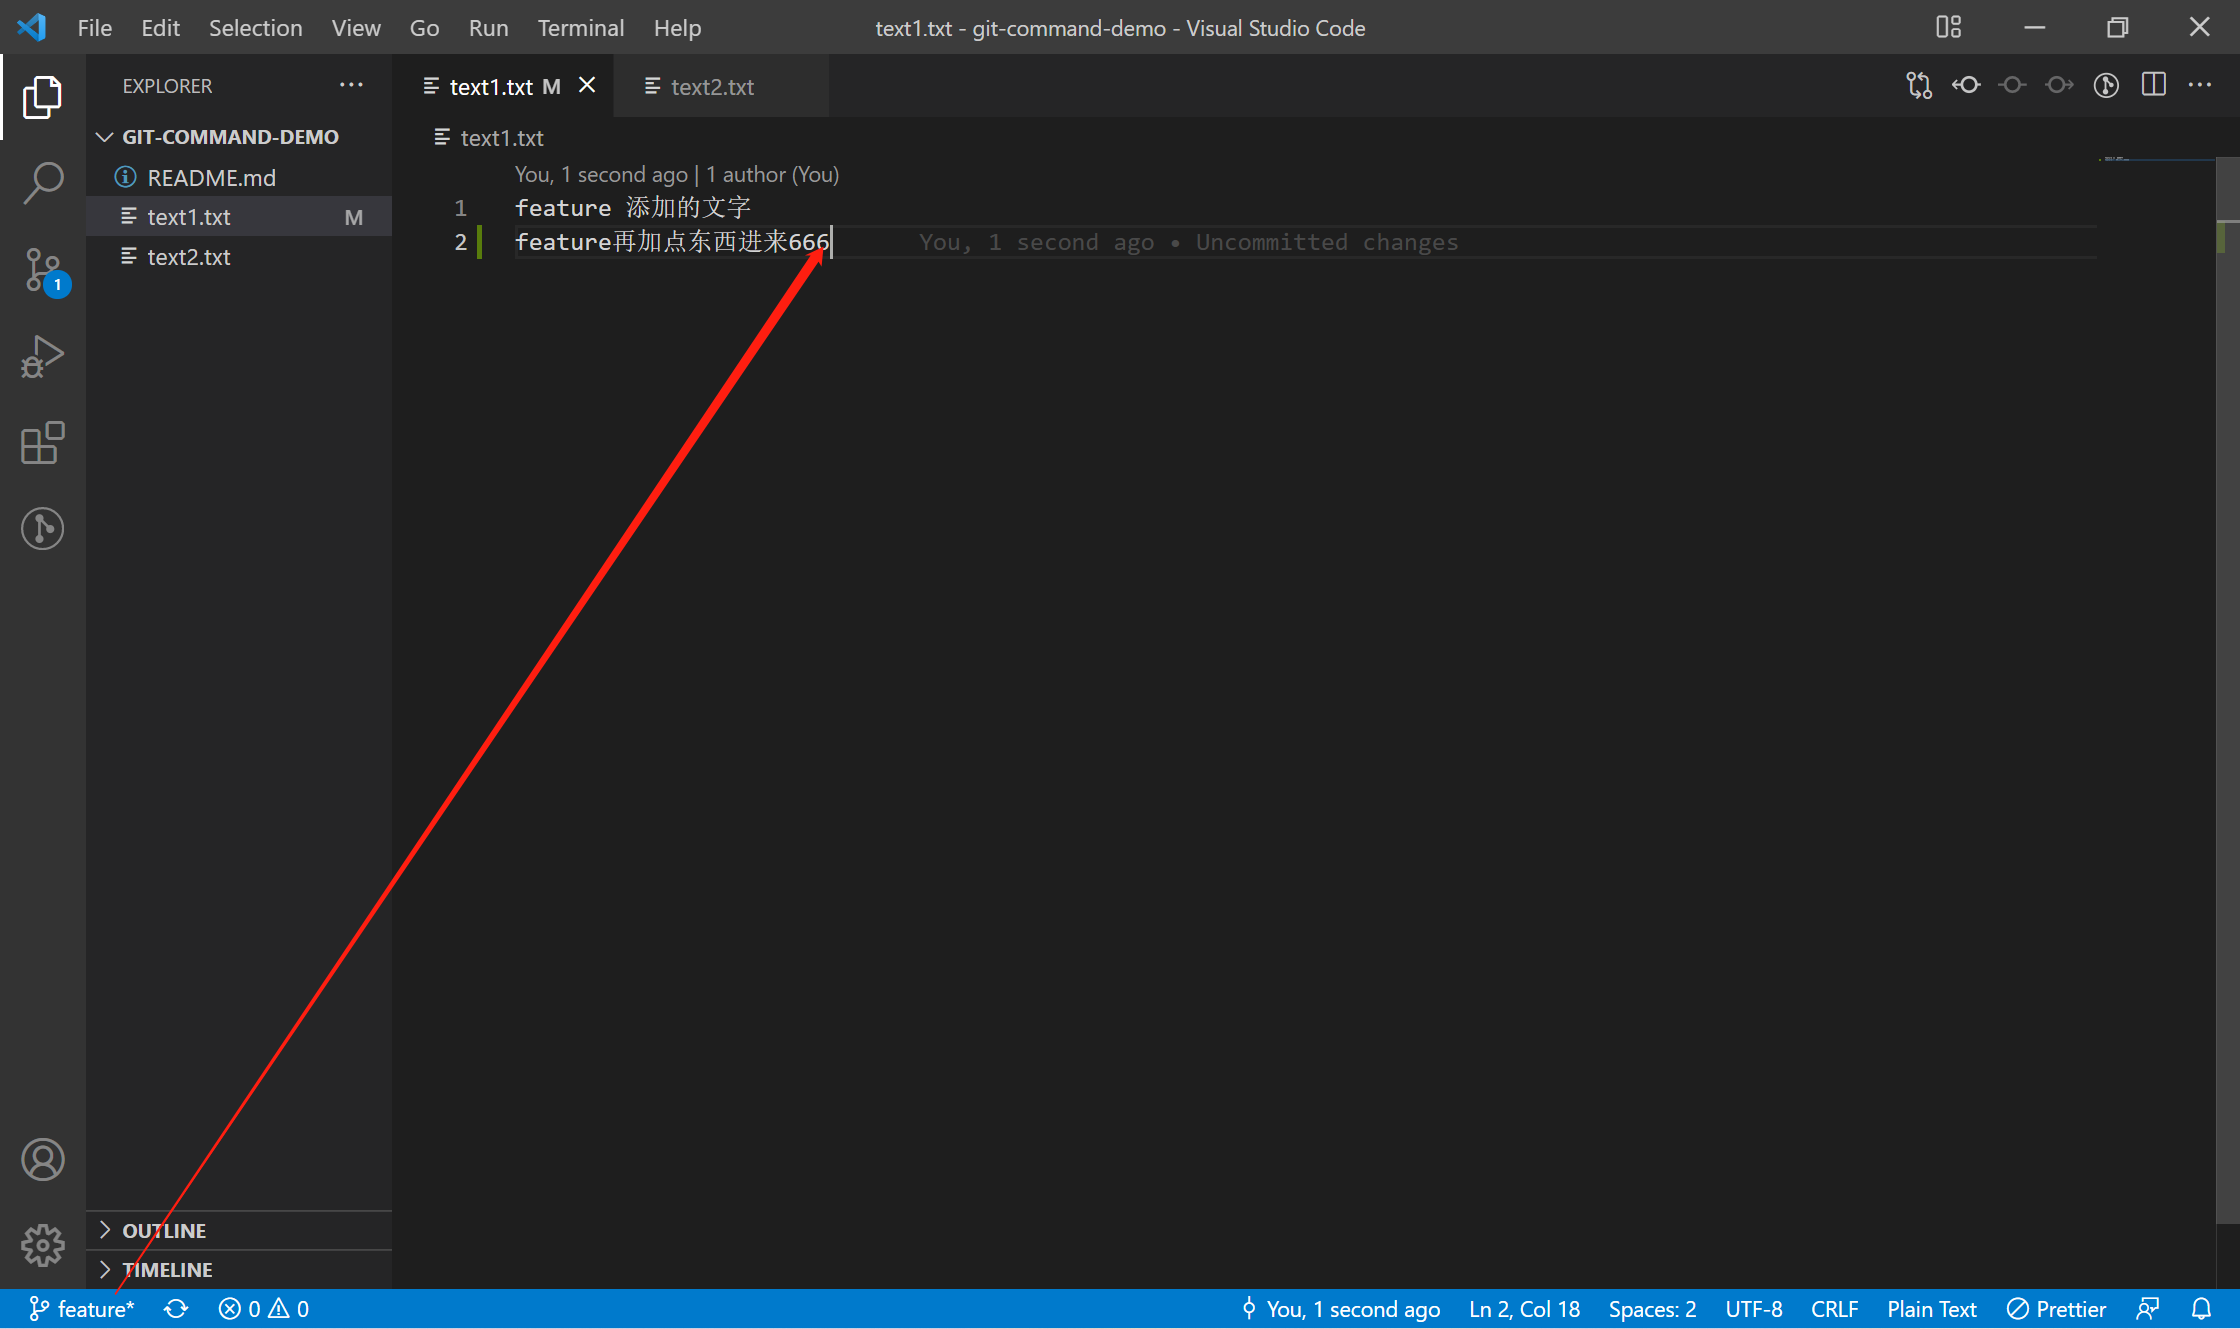 File Edit Selection View Go Run Terminal Help
text1.txt - git-command-demo - Visual Studio Code
EXPLORER
text1.txt M
text2.txt
GIT-COMMAND-DEMO
README.md
text1.txt M
text2.txt
1
text1.txt
You, 1 second ago | 1 author (You)
1 feature 添加的文字
2 feature再加点东西进来666 You, 1 second ago • Uncommitted changes
OUTLINE
TIMELINE
feature* 0 0 You, 1 second ago Ln 2, Col 18 Spaces: 2 UTF-8 CRLF Plain Text Prettier